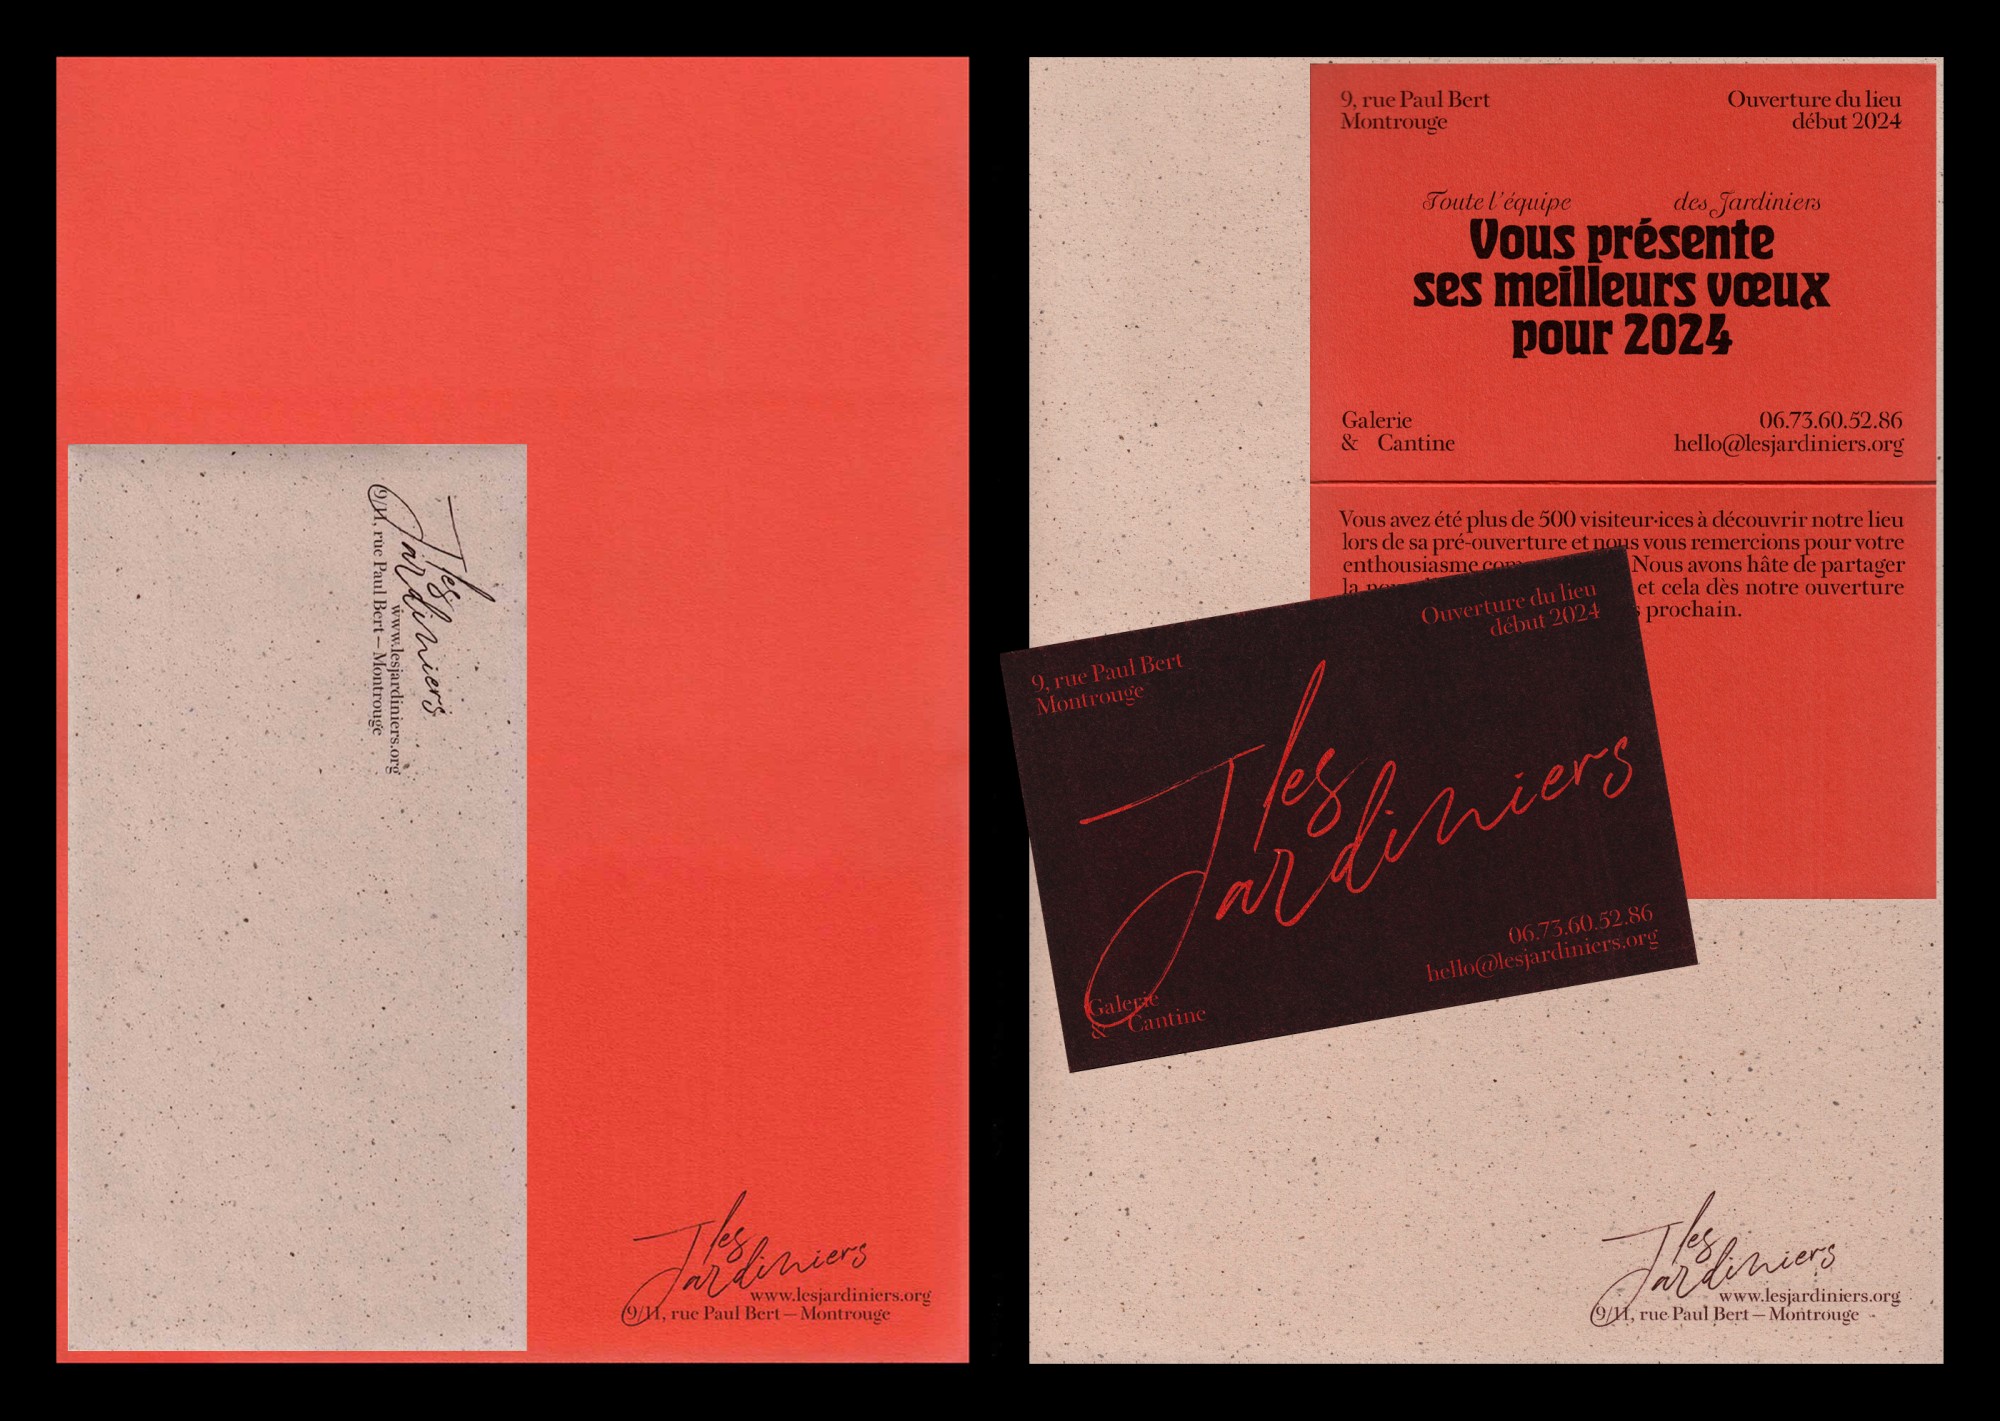 les
Jardiniers
www.lesjardiniers.org
9/11, rue Paul Bert — Montrouge
les
Jardiniers
www.lesjardiniers.org
9/11, rue Paul Bert — Montrouge
9, rue Paul Bert
Montrouge
Ouverture du lieu
début 2024
Toute l'équipe des Jardiniers
Vous présente
ses meilleurs vœux
pour 2024
Galerie
& Cantine
06.73.60.52.86
hello@lesjardiniers.org
Vous avez été plus de 500 visiteur·ices à découvrir notre lieu
lors de sa pré-ouverture et nous vous remercions pour votre
enthousiasme Nous avons hâte de partager
la et cela dès notre ouverture
prochain.
9, rue Paul Bert
Montrouge
Ouverture du lieu
début 2024
les
Jardiniers
Galerie
& Cantine
06.73.60.52.86
hello@lesjardiniers.org
les
Jardiniers
www.lesjardiniers.org
9/11, rue Paul Bert — Montrouge